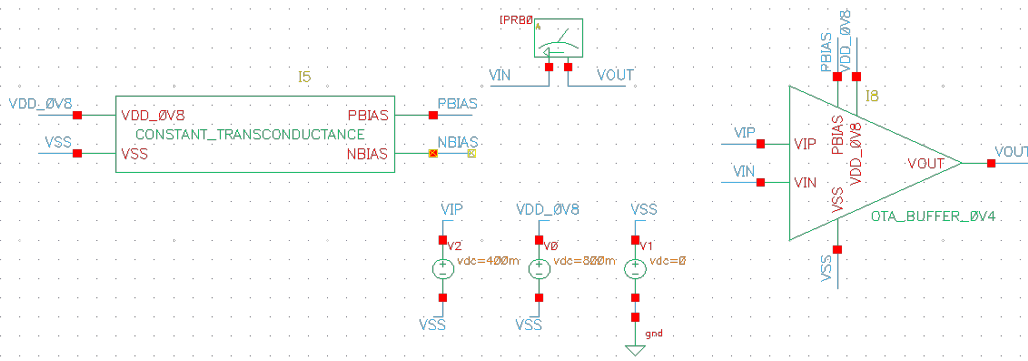 IPRB0
VIN
VOUT
I5
VDD_0V8
VSS
VDD_0V8
VSS
CONSTANT_TRANSCONDUCTANCE
PBIAS
NBIAS
PBIAS
NBIAS
VIP
V2
vdc=400m
VSS
VDD_0V8
V0
vdc=800m
VSS
VSS
V1
vdc=0
gnd
PBIAS
VDD_0V8
I8
VIP
VIN
VIP
VIN
PBIAS
VDD_0V8
VSS
VOUT
VOUT
OTA_BUFFER_0V4
VSS